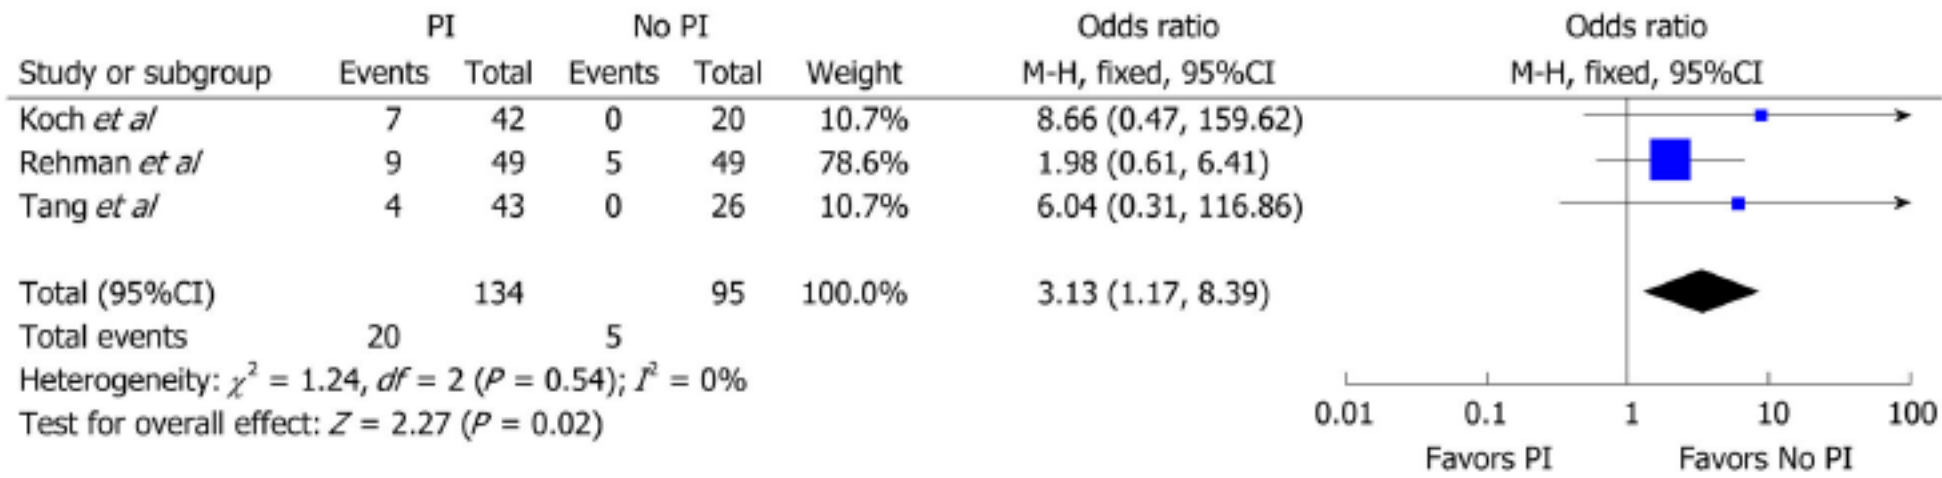 PI No PI Odds ratio Odds ratio
Study or subgroup Events Total Events Total Weight M-H, fixed, 95%CI M-H, fixed, 95%CI
Koch et al 7 42 0 20 10.7% 8.66 (0.47, 159.62)
Rehman et al 9 49 5 49 78.6% 1.98 (0.61, 6.41)
Tang et al 4 43 0 26 10.7% 6.04 (0.31, 116.86)
Total (95%CI) 134 95 100.0% 3.13 (1.17, 8.39)
Total events 20 5
Heterogeneity: χ² = 1.24, df = 2 (P = 0.54); I² = 0%
Test for overall effect: Z = 2.27 (P = 0.02)
0.01 0.1 1 10 100
Favors PI Favors No PI